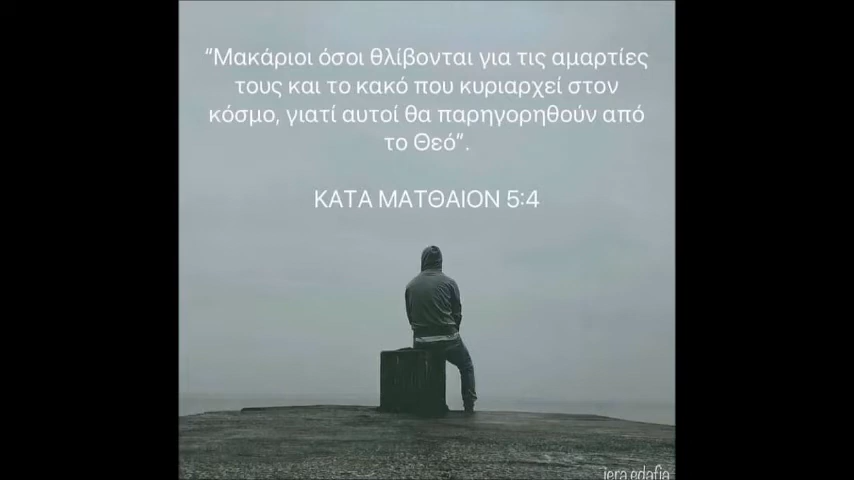 “Μακάριοι όσοι θλίβονται για τις αμαρτίες
τους και το κακό που κυριαρχεί στον
κόσμο, γιατί αυτοί θα παρηγορηθούν από
το Θεό”.
ΚΑΤΑ ΜΑΤΘΑΙΟΝ 5:4
iera edafia